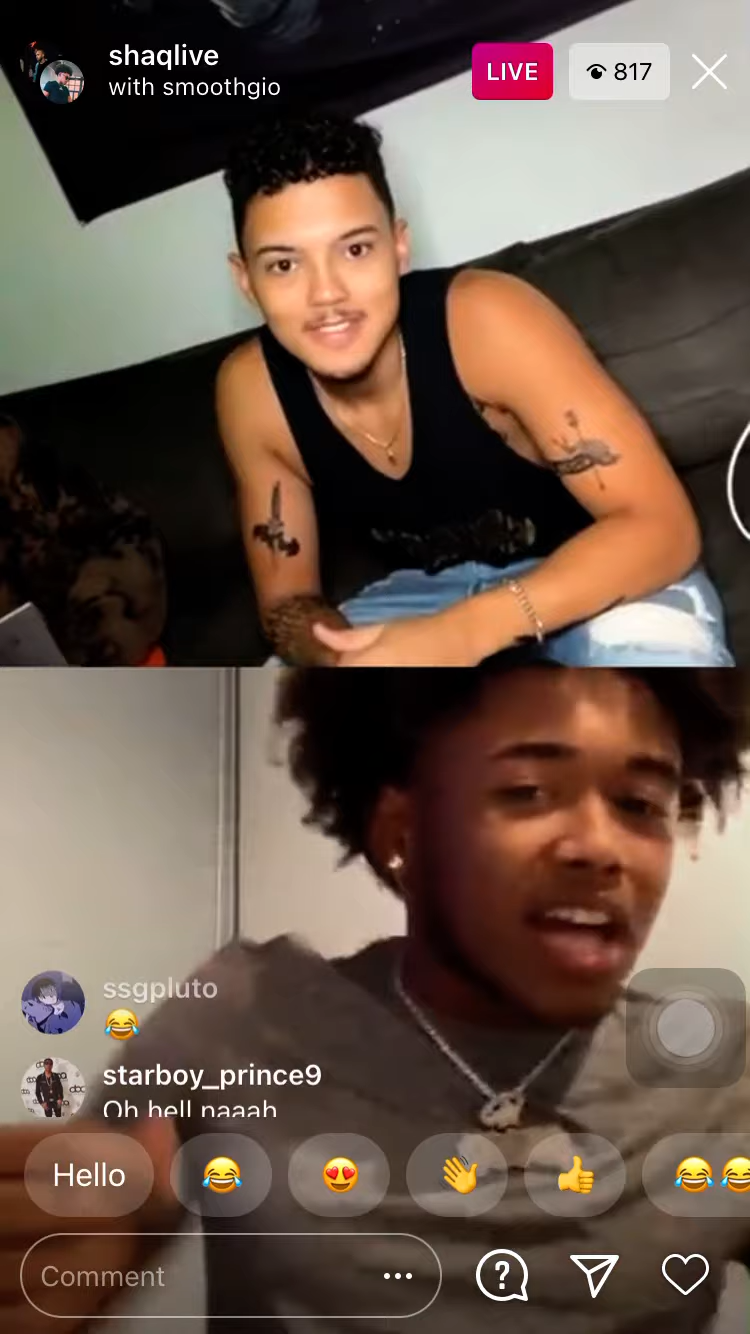 shaqlive
with smoothgio
LIVE
817
ssgpluto
😂
starboy_prince9
Oh hell naaah
Hello
😂
😍
👋
👍
😂😂
Comment